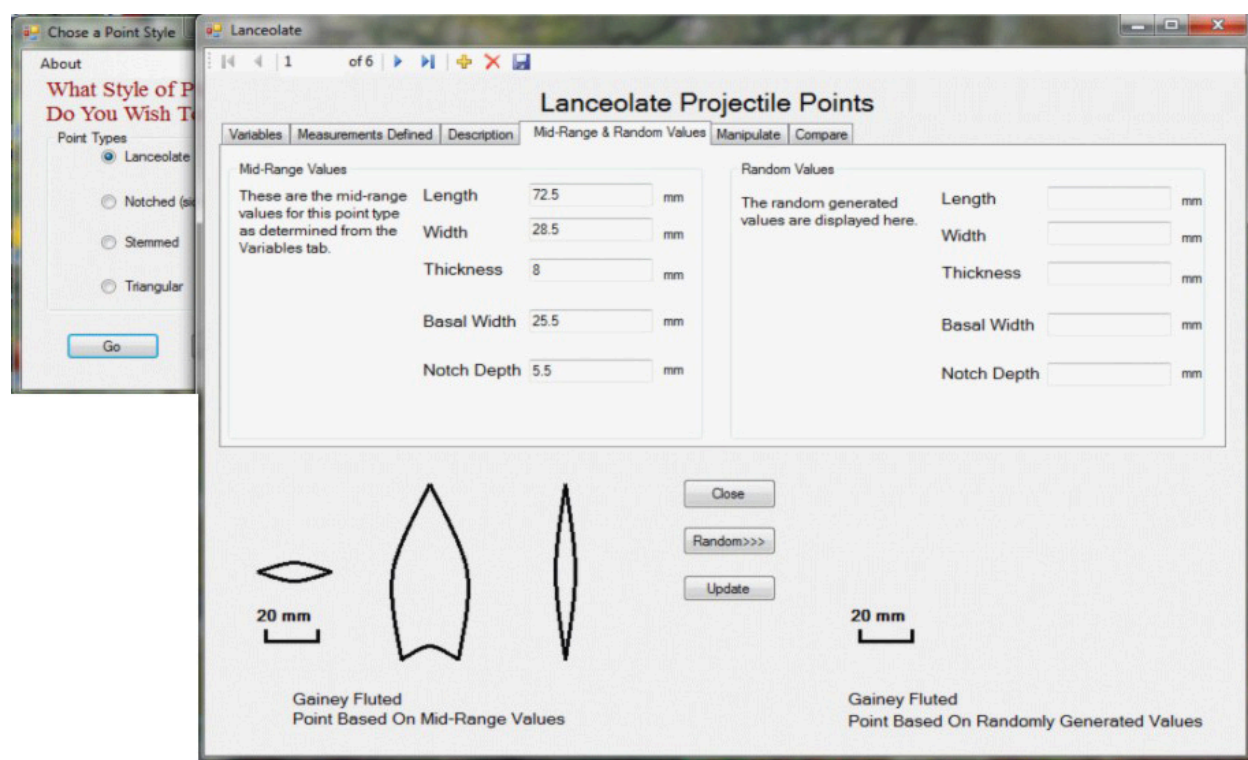 Chose a Point Style
About
What Style of P
Do You Wish T
Point Types
Lanceolate
Notched (si
Stemmed
Triangular
Go
Lanceolate
1 of 6
Lanceolate Projectile Points
Variables Measurements Defined Description Mid-Range & Random Values Manipulate Compare
Mid-Range Values
These are the mid-range
values for this point type
as determined from the
Variables tab.
Length 72.5 mm
Width 28.5 mm
Thickness 8 mm
Basal Width 25.5 mm
Notch Depth 5.5 mm
Random Values
The random generated
values are displayed here.
Length mm
Width mm
Thickness mm
Basal Width mm
Notch Depth mm
Close
Random>>>
Update
20 mm
Gainey Fluted
Point Based On Mid-Range Values
20 mm
Gainey Fluted
Point Based On Randomly Generated Values